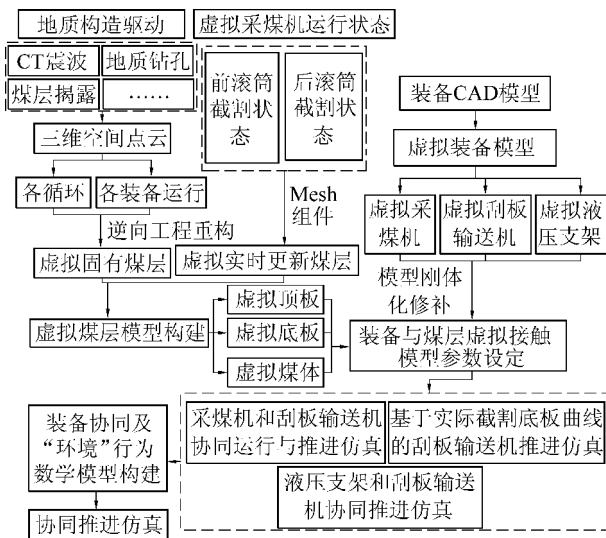 地质构造驱动
虚拟采煤机运行状态
CT震波
地质钻孔
煤层揭露
……
前滚筒
截割状
态
后滚筒
截割状
态
装备CAD模型
三维空间点云
虚拟装备模型
各循环
各装备运行
Mesh
组件
虚拟采
煤机
虚拟刮板
输送机
虚拟液
压支架
逆向工程重构
虚拟固有煤层
虚拟实时更新煤层
模型刚体
化修补
虚拟煤层模型构建
虚拟顶板
虚拟底板
虚拟煤体
装备与煤层虚拟接触
模型参数设定
装备协同及
“环境”行为
数学模型构建
采煤机和刮板输送机
协同运行与推进仿真
基于实际截割底板曲线
的刮板输送机推进仿真
液压支架和刮板输送
机协同推进仿真
协同推进仿真